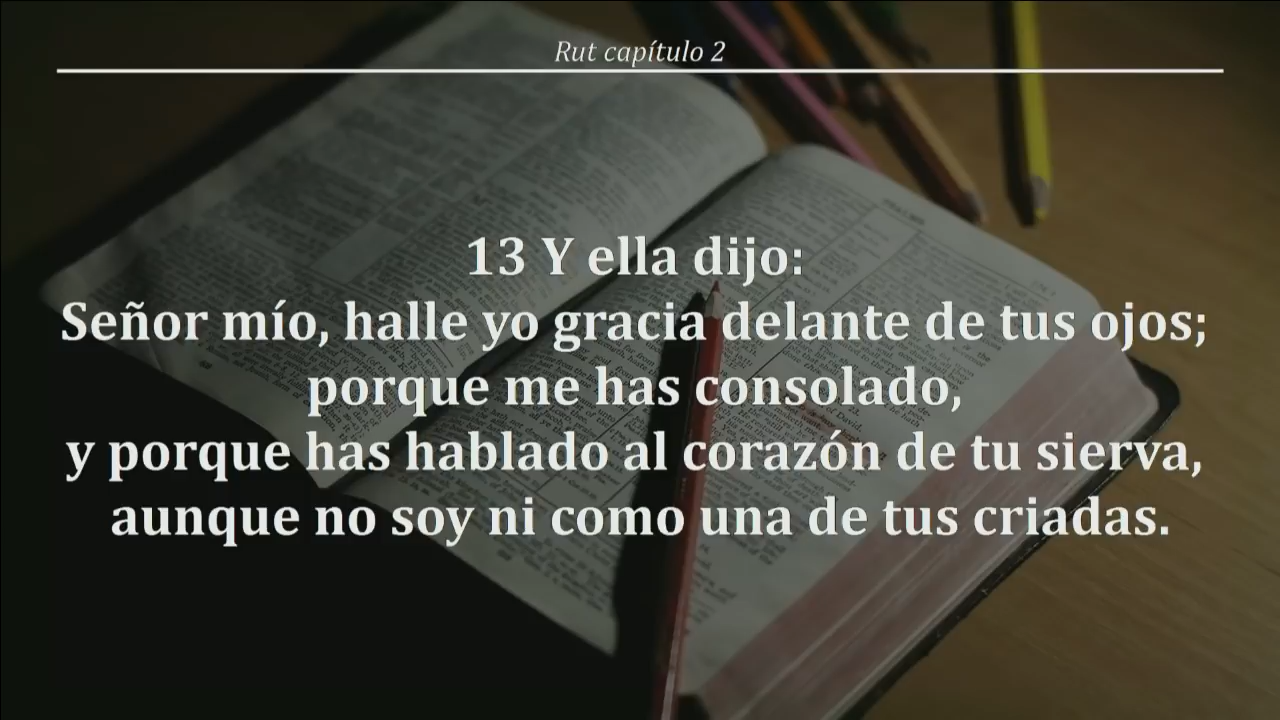 Rut capítulo 2
13 Y ella dijo:
Señor mío, halle yo gracia delante de tus ojos;
porque me has consolado,
y porque has hablado al corazón de tu sierva,
aunque no soy ni como una de tus criadas.